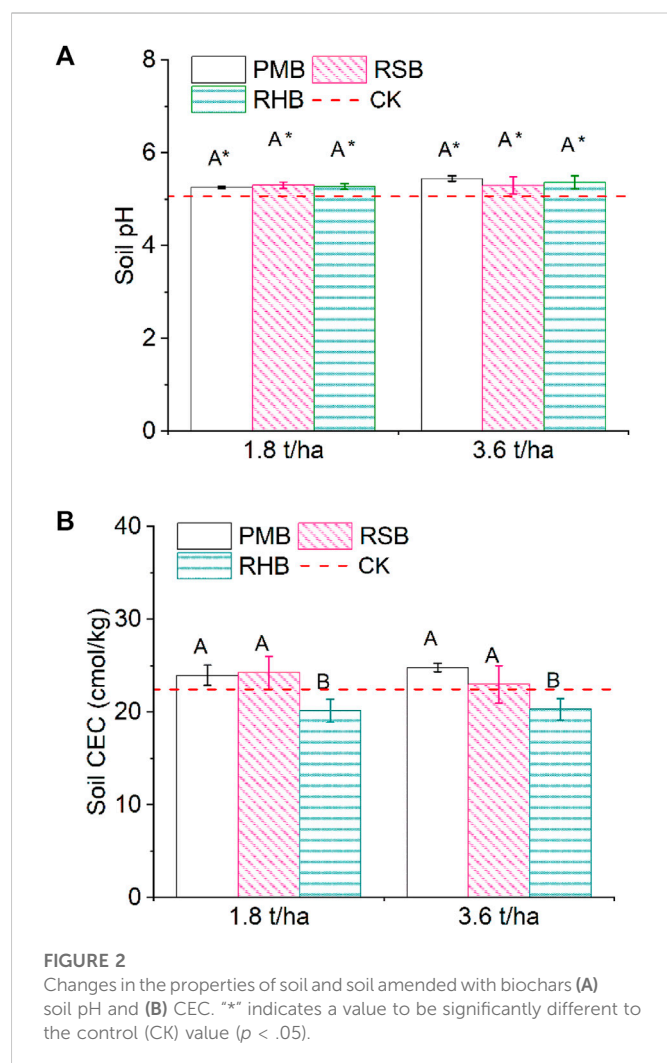 A
PMB RSB
RHB CK
8
6
4
2
0
Soil pH
A* A* A* A* A* A*
1.8 t/ha 3.6 t/ha
B
PMB RSB
RHB CK
40
30
20
10
0
Soil CEC (cmol/kg)
A A B A A B
1.8 t/ha 3.6 t/ha
FIGURE 2
Changes in the properties of soil and soil amended with biochars (A)
soil pH and (B) CEC. “*” indicates a value to be significantly different to
the control (CK) value (p < .05).